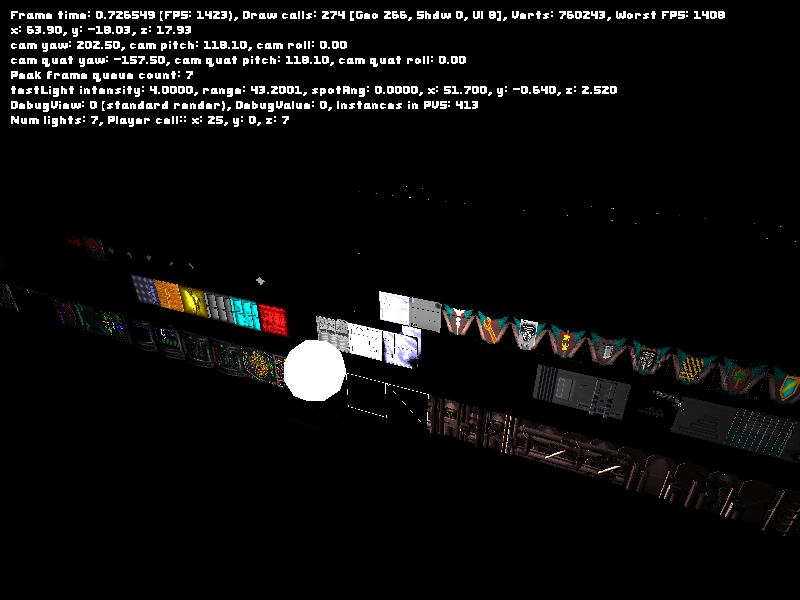 Frame time: 0.726549 (FPS: 1423), Draw calls: 274 [Geo 266, Shdw 0, UI 8], Verts: 760243, Worst FPS: 1408
x: 63.90, y: -18.03, z: 17.93
cam yaw: 202.50, cam pitch: 118.10, cam roll: 0.00
cam quat yaw: -157.50, cam quat pitch: 118.10, cam quat roll: 0.00
Peak frame queue count: 7
testLight intensity: 4.0000, range: 43.2001, spotAng: 0.0000, x: 51.700, y: -0.640, z: 2.520
DebugView: 0 (standard render), DebugValue: 0, Instances in PVS: 413
Num lights: 7, Player cell:: x: 25, y: 0, z: 7